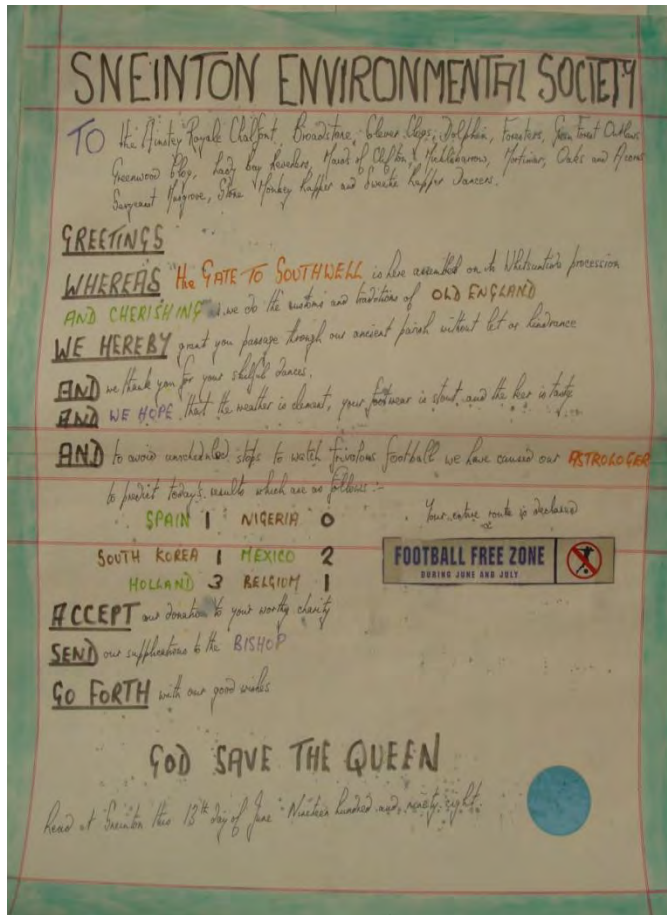 SNEINTON ENVIRONMENTAL SOCIETY
TO the Ainstey Royale Chalfont, Broadstone, Clever Clogs, Dolphin, Foresters, Green Forest Outlaws
Greenwood Clog, Lady Bay Revellers, Maids of Clifton & Micklebarrow, Mortimer, Oaks and Acorns
Sargeant Musgrove, Stone Monkey Rapper and Sweetie Rapper Dancers.
GREETINGS
WHEREAS the GATE TO SOUTHWELL is here assembled on its Whitsuntide procession
AND CHERISHING as we do the customs and traditions of OLD ENGLAND
WE HEREBY grant you passage through our ancient parish without let or hindrance
AND we thank you for your skilful dances.
AND WE HOPE that the weather is clement, your footwear is stout and the beer is tasty
AND to avoid unscheduled stops to watch frivolous football we have caused our ASTROLOGER
to predict today's results which are as follows :-
SPAIN 1 NIGERIA 0
Your entire route is declared
SOUTH KOREA 1 MEXICO 2
FOOTBALL FREE ZONE
DURING JUNE AND JULY
HOLLAND 3 BELGIUM 1
ACCEPT our donation to your worthy charity
SEND our supplications to the BISHOP
GO FORTH with our good wishes
GOD SAVE THE QUEEN
Read at Sneinton this 13th day of June Nineteen hundred and ninety eight.